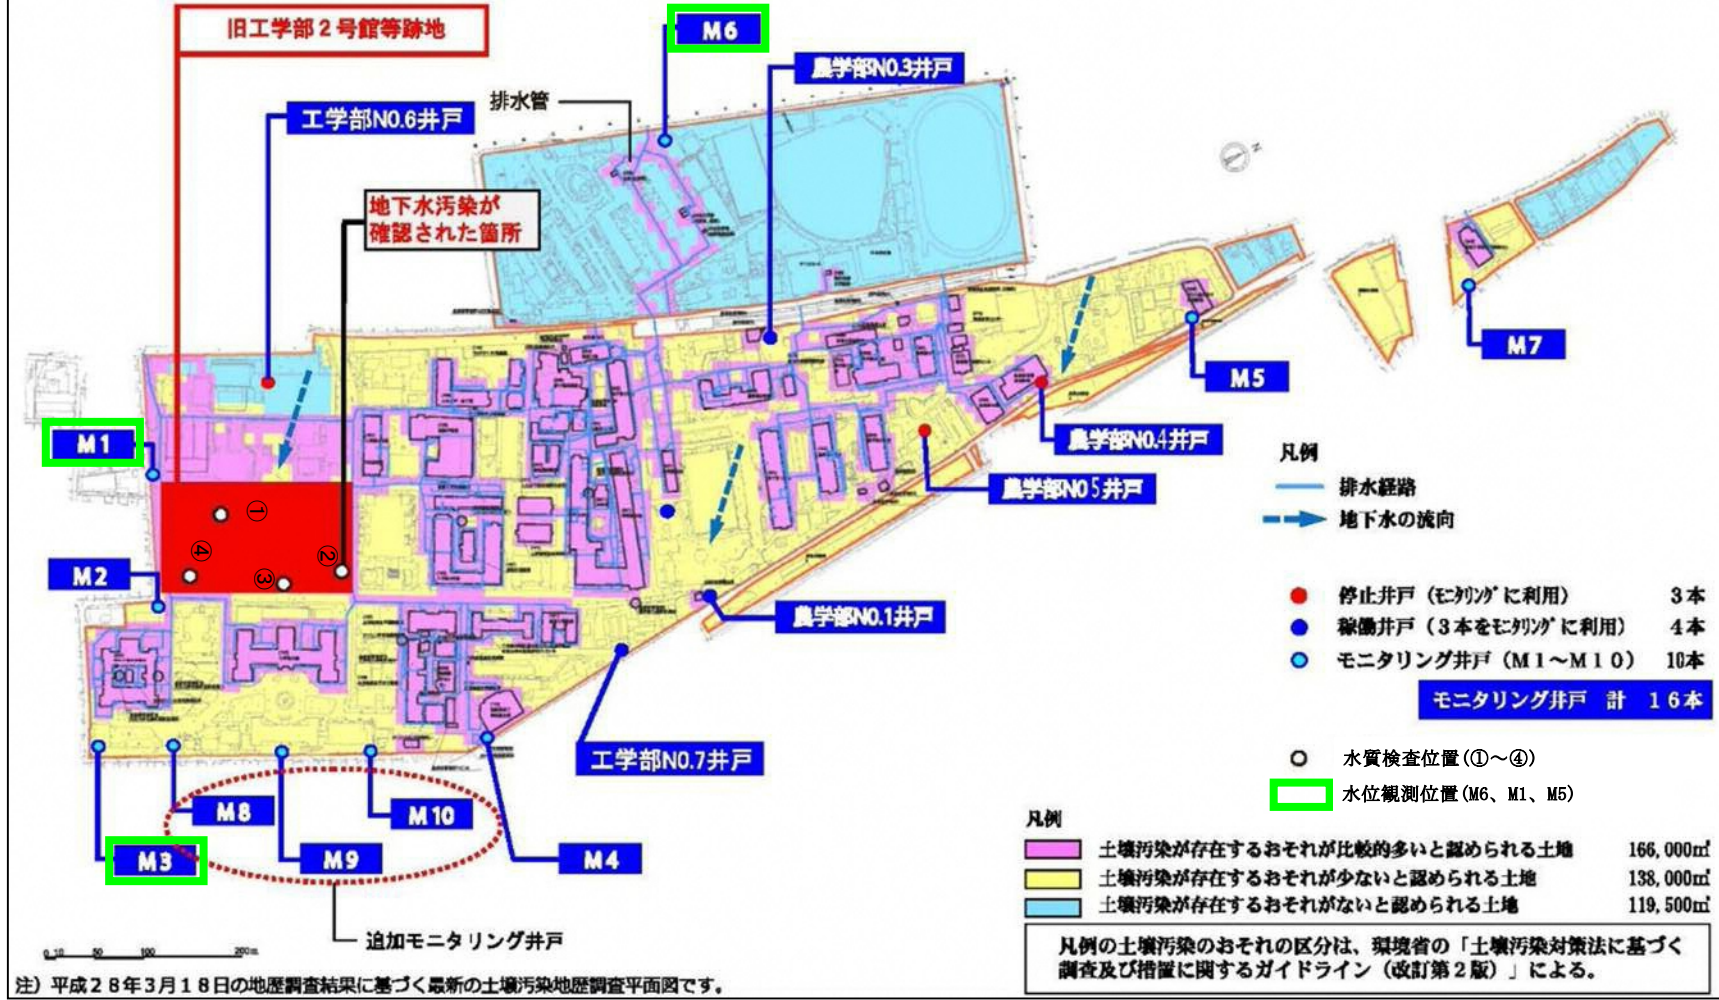 旧工学部2号館等跡地
M6
農学部N0.3井戸
排水管
工学部N0.6井戸
N
地下水汚染が
確認された箇所
M7
M5
M1
農学部N0.4井戸
農学部N0 5井戸
凡例
排水経路
地下水の流向
①
④
②
③
M2
停止井戸（ﾓﾆﾀﾘﾝｸﾞに利用） 3本
稼働井戸（3本をﾓﾆﾀﾘﾝｸﾞに利用） 4本
モニタリング井戸（M1～M10） 10本
モニタリング井戸 計 16本
農学部N0.1井戸
工学部N0.7井戸
水質検査位置(①～④)
水位観測位置(M6、M1、M5)
M8
M10
M3
M9
M4
凡例
土壌汚染が存在するおそれが比較的多いと認められる土地 166,000㎡
土壌汚染が存在するおそれが少ないと認められる土地 138,000㎡
土壌汚染が存在するおそれがないと認められる土地 119,500㎡
追加モニタリング井戸
凡例の土壌汚染のおそれの区分は、環境省の「土壌汚染対策法に基づく
調査及び措置に関するガイドライン（改訂第2版）」による。
0 10 50 100 200m
注）平成28年3月18日の地歴調査結果に基づく最新の土壌汚染地歴調査平面図です。